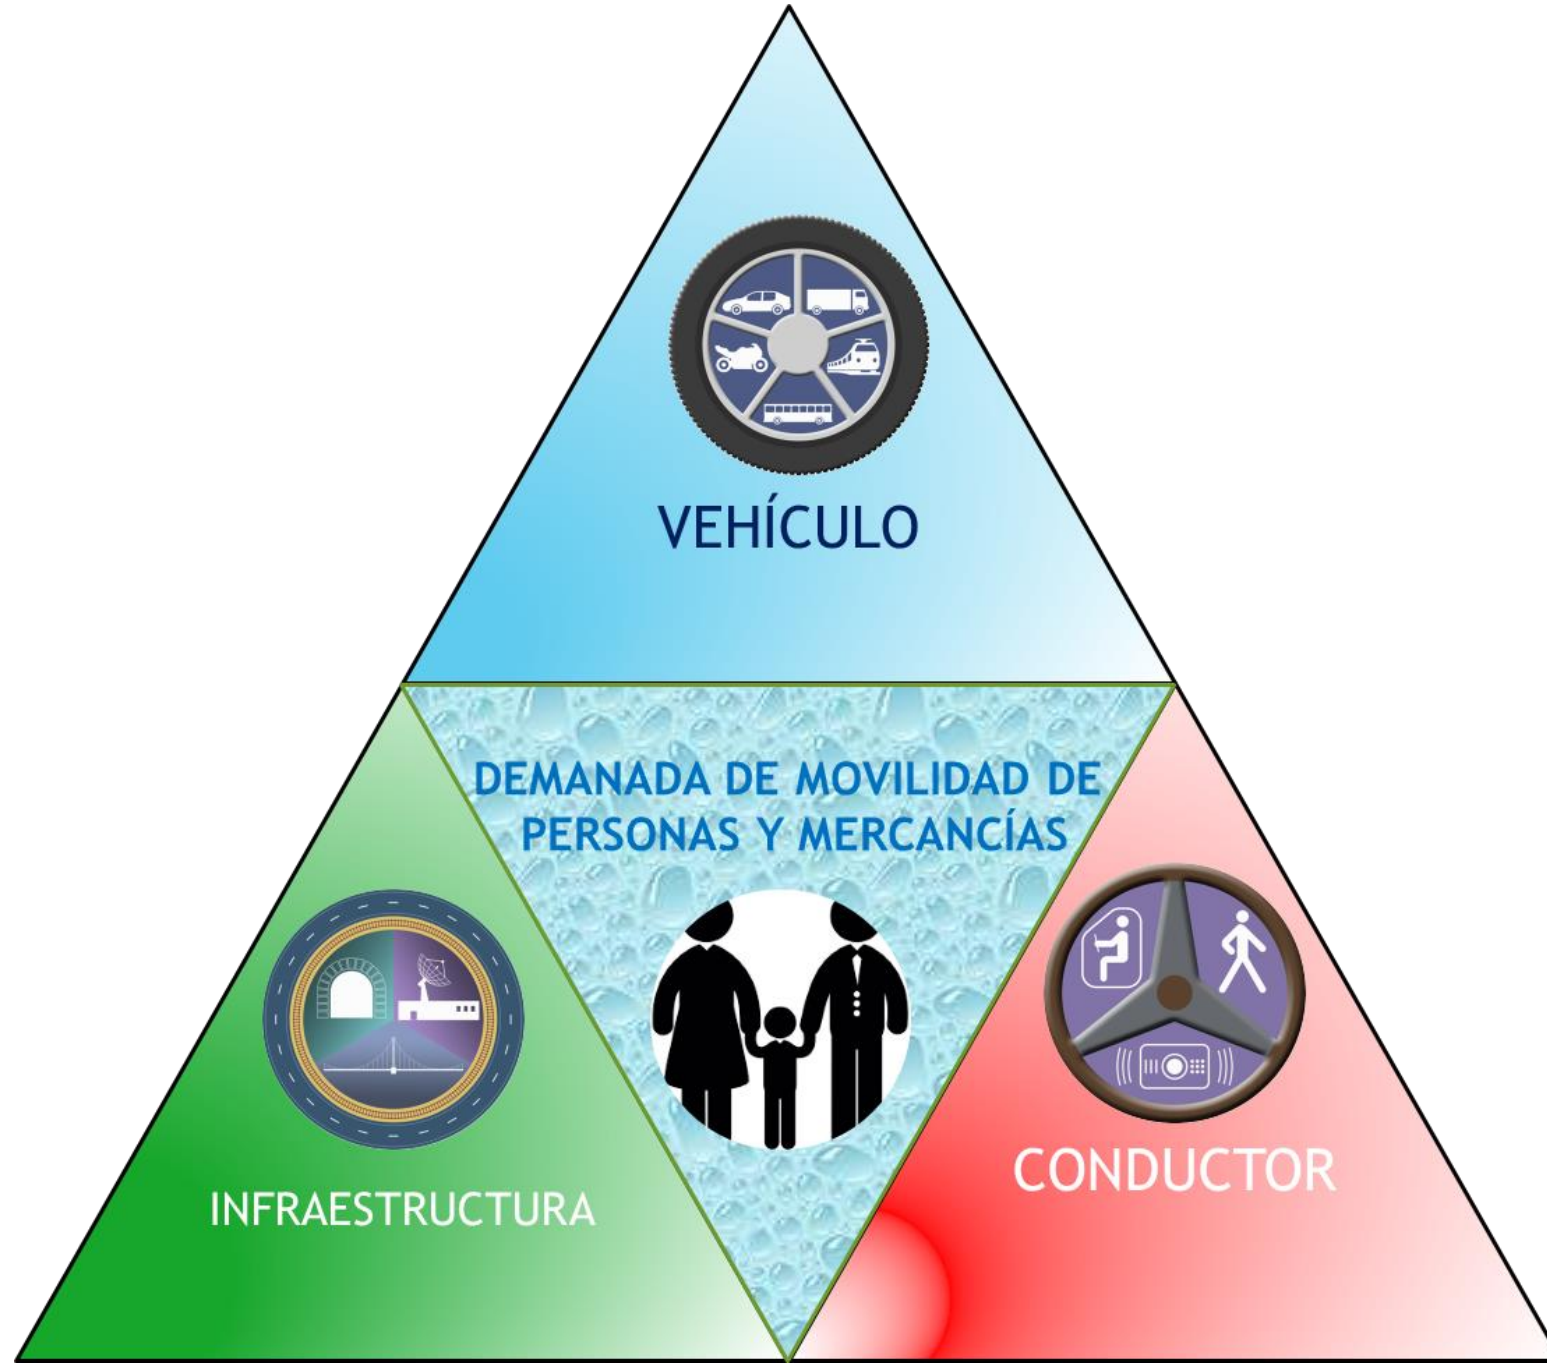 VEHÍCULO
DEMANADA DE MOVILIDAD DE
PERSONAS Y MERCANCÍAS
INFRAESTRUCTURA
CONDUCTOR